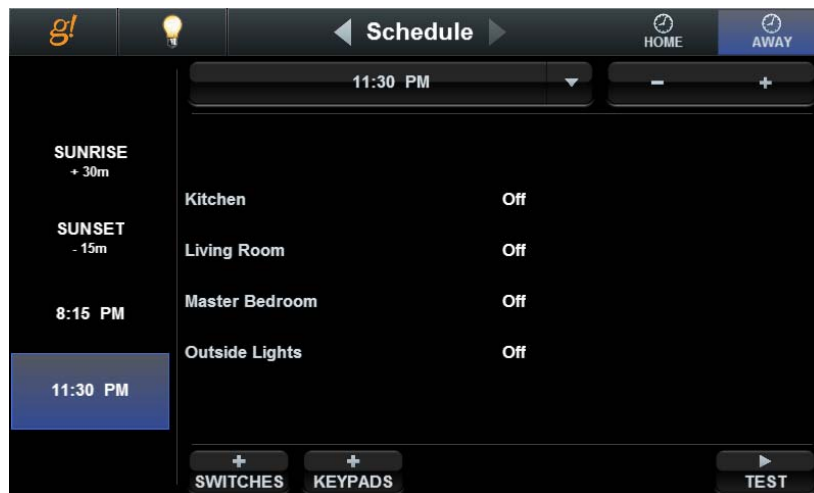 g!
Schedule
HOME
AWAY
11:30 PM
- +
SUNRISE
+ 30m
SUNSET
- 15m
8:15 PM
11:30 PM
Kitchen Off
Living Room Off
Master Bedroom Off
Outside Lights Off
+ +
SWITCHES KEYPADS
TEST